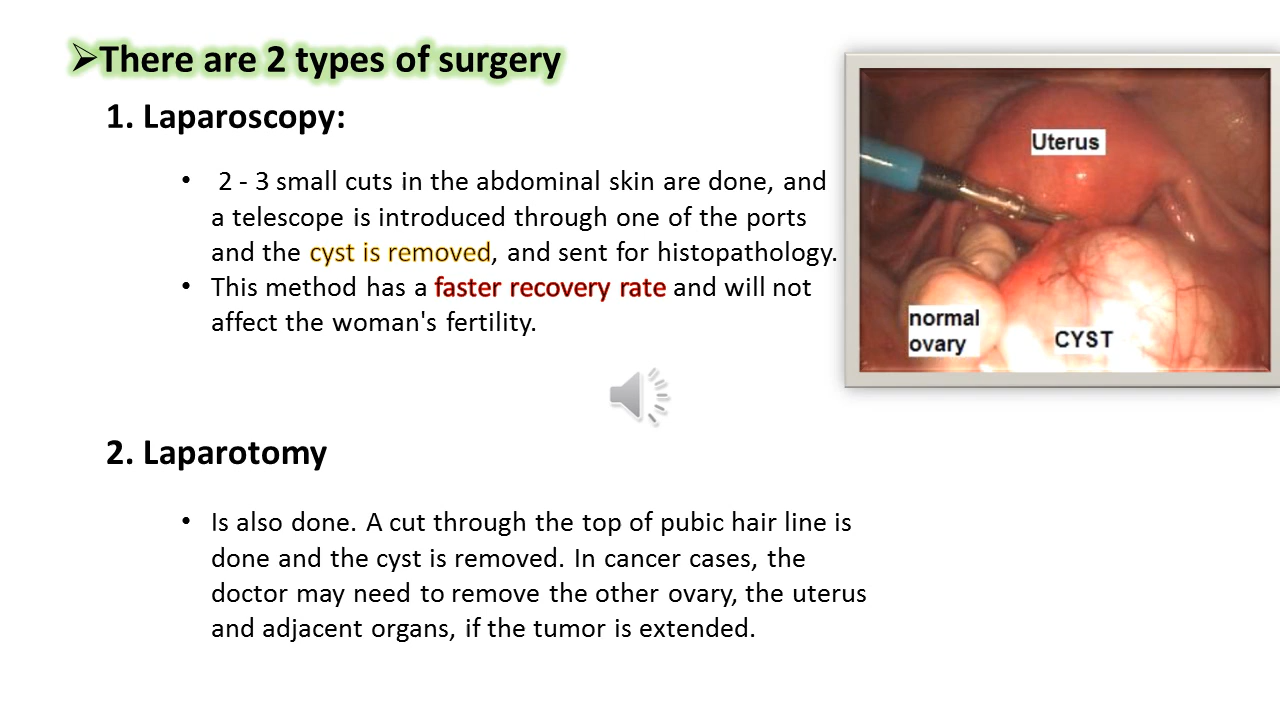 ➢There are 2 types of surgery
1. Laparoscopy:
• 2 - 3 small cuts in the abdominal skin are done, and
a telescope is introduced through one of the ports
and the cyst is removed, and sent for histopathology.
• This method has a faster recovery rate and will not
affect the woman's fertility.
Uterus
normal
ovary
CYST
2. Laparotomy
• Is also done. A cut through the top of pubic hair line is
done and the cyst is removed. In cancer cases, the
doctor may need to remove the other ovary, the uterus
and adjacent organs, if the tumor is extended.